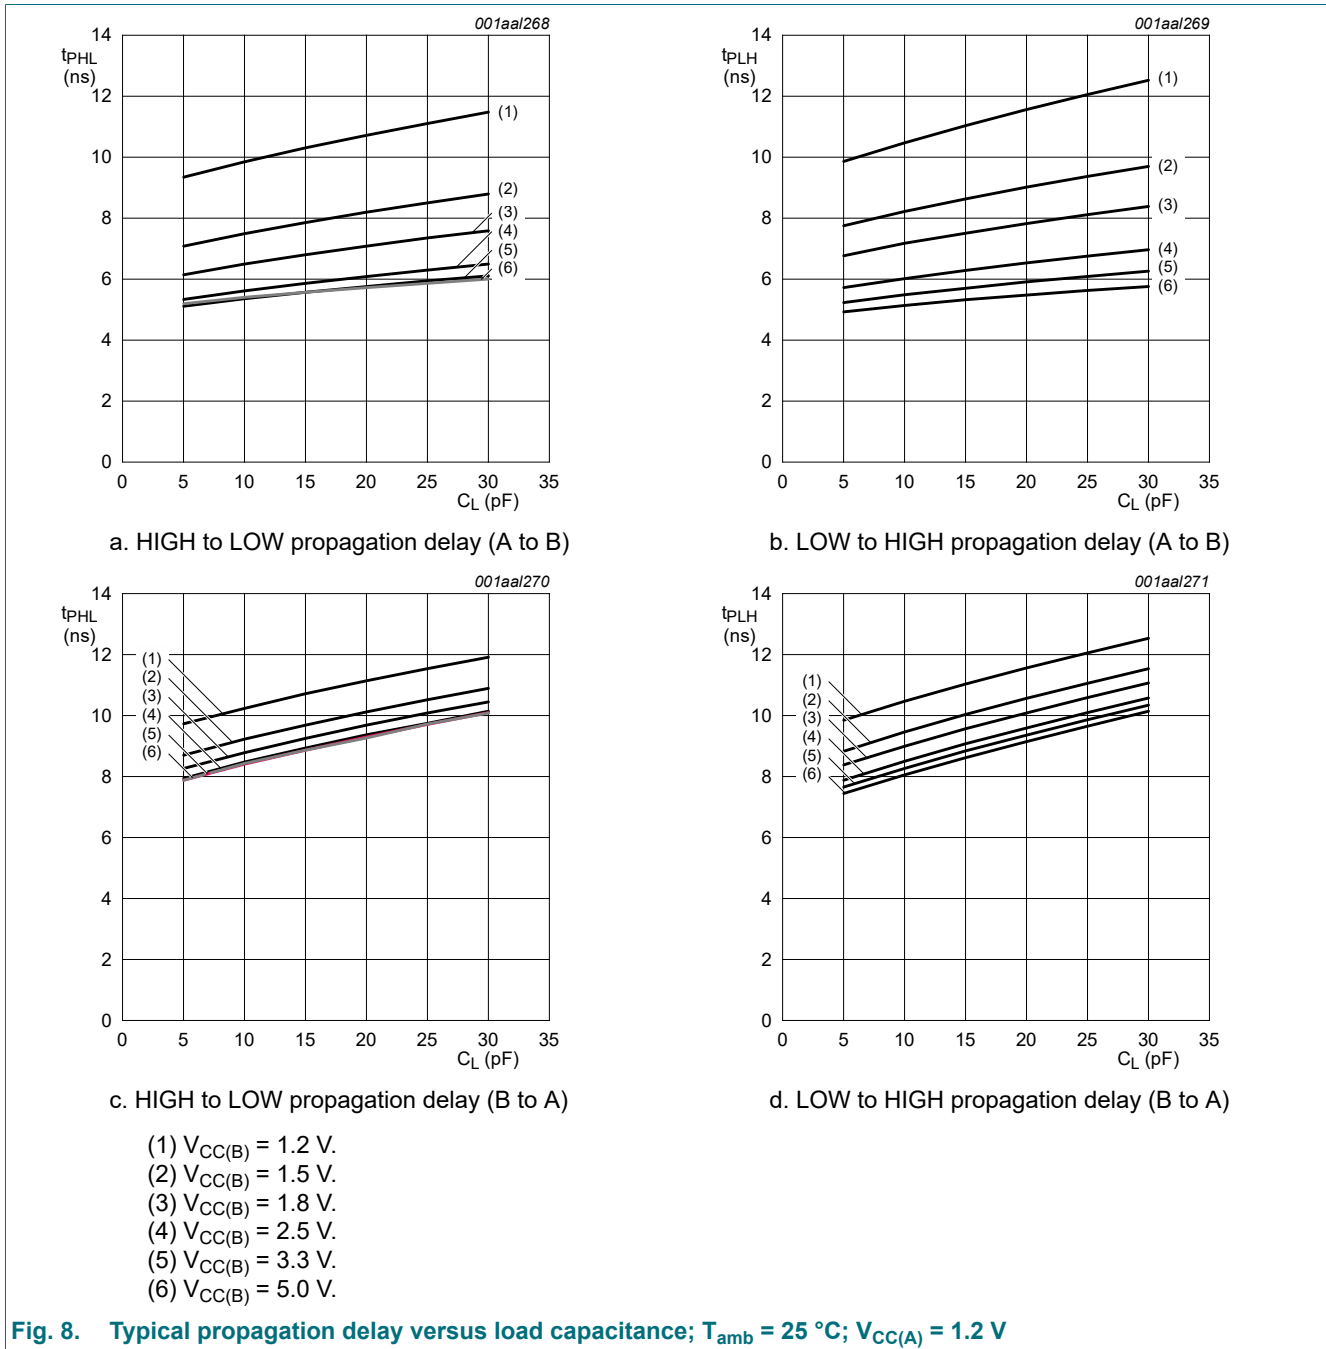 001aal268
14
tPHL
(ns)
12
10
8
6
4
2
0
0 5 10 15 20 25 30 35
CL (pF)
(1)
(2)
(3)
(4)
(5)
(6)
a. HIGH to LOW propagation delay (A to B)
001aal269
14
tPLH
(ns)
12
10
8
6
4
2
0
0 5 10 15 20 25 30 35
CL (pF)
(1)
(2)
(3)
(4)
(5)
(6)
b. LOW to HIGH propagation delay (A to B)
001aal270
14
tPHL
(ns)
12
10
8
6
4
2
0
0 5 10 15 20 25 30 35
CL (pF)
(1)
(2)
(3)
(4)
(5)
(6)
c. HIGH to LOW propagation delay (B to A)
001aal271
14
tPLH
(ns)
12
10
8
6
4
2
0
0 5 10 15 20 25 30 35
CL (pF)
(1)
(2)
(3)
(4)
(5)
(6)
d. LOW to HIGH propagation delay (B to A)
(1) VCC(B) = 1.2 V.
(2) VCC(B) = 1.5 V.
(3) VCC(B) = 1.8 V.
(4) VCC(B) = 2.5 V.
(5) VCC(B) = 3.3 V.
(6) VCC(B) = 5.0 V.
Fig. 8. Typical propagation delay versus load capacitance; Tamb = 25 °C; VCC(A) = 1.2 V